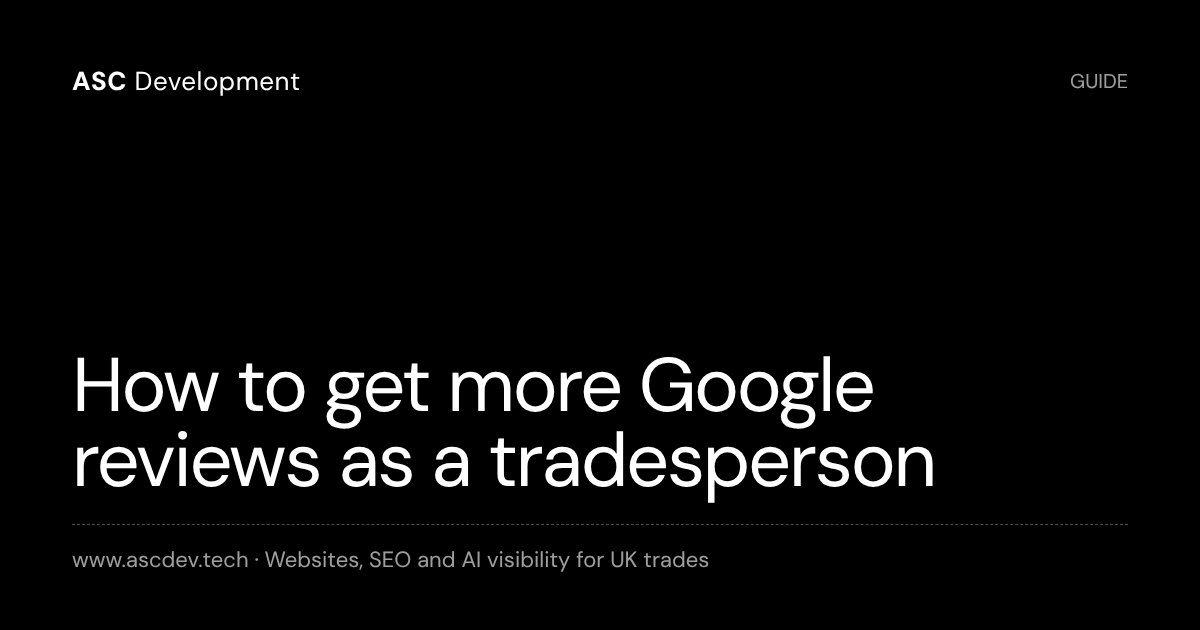 ASC Development
GUIDE
How to get more Google
reviews as a tradesperson
www.ascdev.tech · Websites, SEO and AI visibility for UK trades